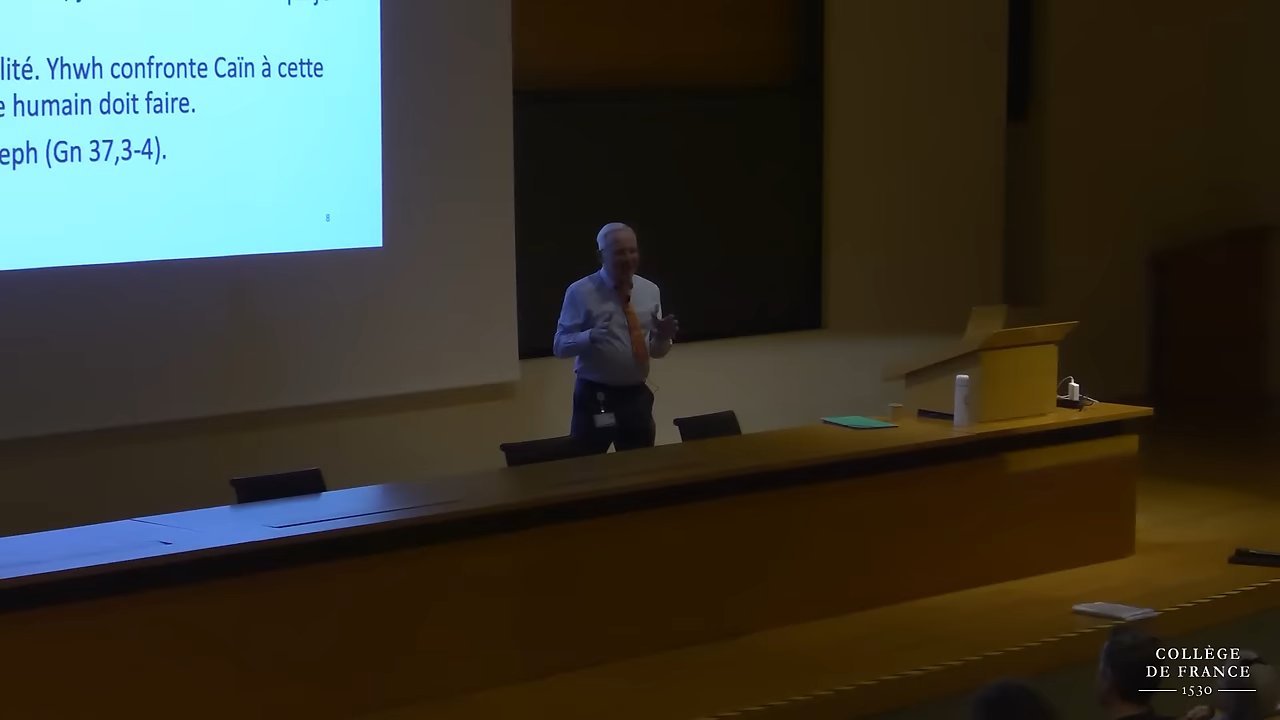 lité. Yhwh confronte Caïn à cette
e humain doit faire.
eph (Gn 37,3-4).
8
COLLÈGE
DE FRANCE
1530